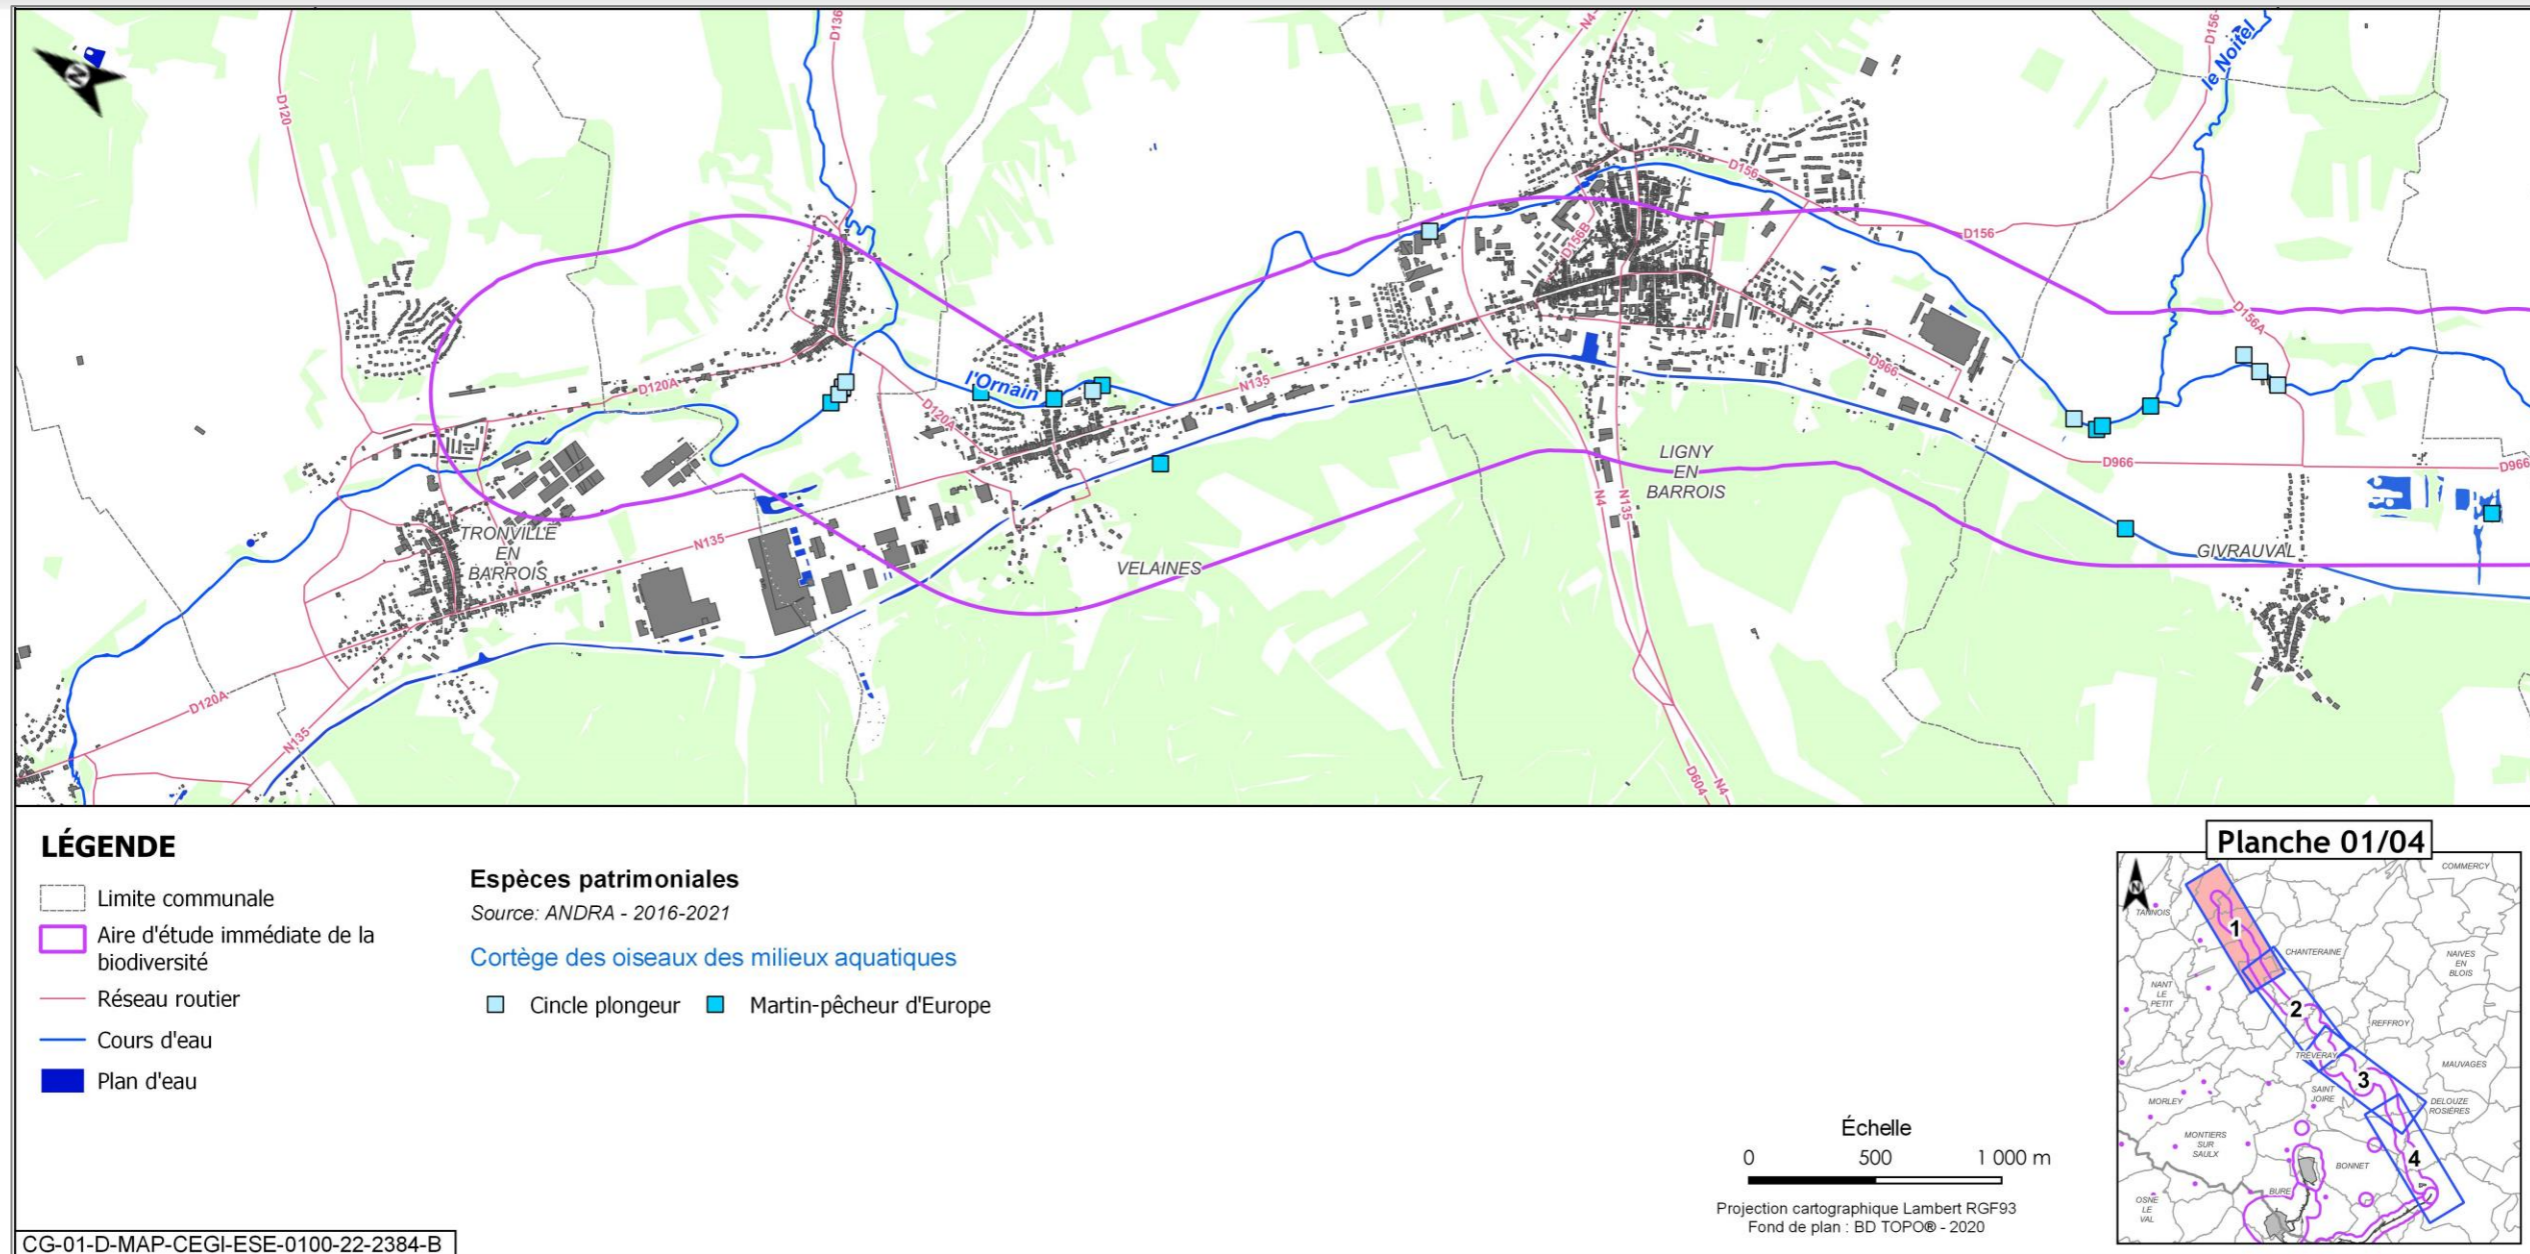 D136
N4
D156
le Noitel
D120
D156
D156B
D156
D156A
D120A
l'Ornain
D120A
N135
D966
D966
D966
LIGNY
EN
BARROIS
N4
N135
TRONVILLE
EN
BARROIS
N135
VELAINES
GIVRAUVAL
D120A
N135
D604
N4
N
LÉGENDE
Limite communale
Aire d'étude immédiate de la
biodiversité
Réseau routier
Cours d'eau
Plan d'eau
Espèces patrimoniales
Source: ANDRA - 2016-2021
Cortège des oiseaux des milieux aquatiques
Cincle plongeur
Martin-pêcheur d'Europe
Échelle
0 500 1 000 m
Projection cartographique Lambert RGF93
Fond de plan : BD TOPO® - 2020
Planche 01/04
N
COMMERCY
TANNOIS
1
CHANTERAINE
NAIVES
EN
BLOIS
NANT
LE
PETIT
2
REFFROY
TRÉVERAY
MAUVAGES
3
SAINT
JOIRE
MORLEY
DELOUZE
ROSIÈRES
MONTIERS
SUR
SAULX
BONNET
4
BURE
OSNE
LE
VAL
CG-01-D-MAP-CEGI-ESE-0100-22-2384-B